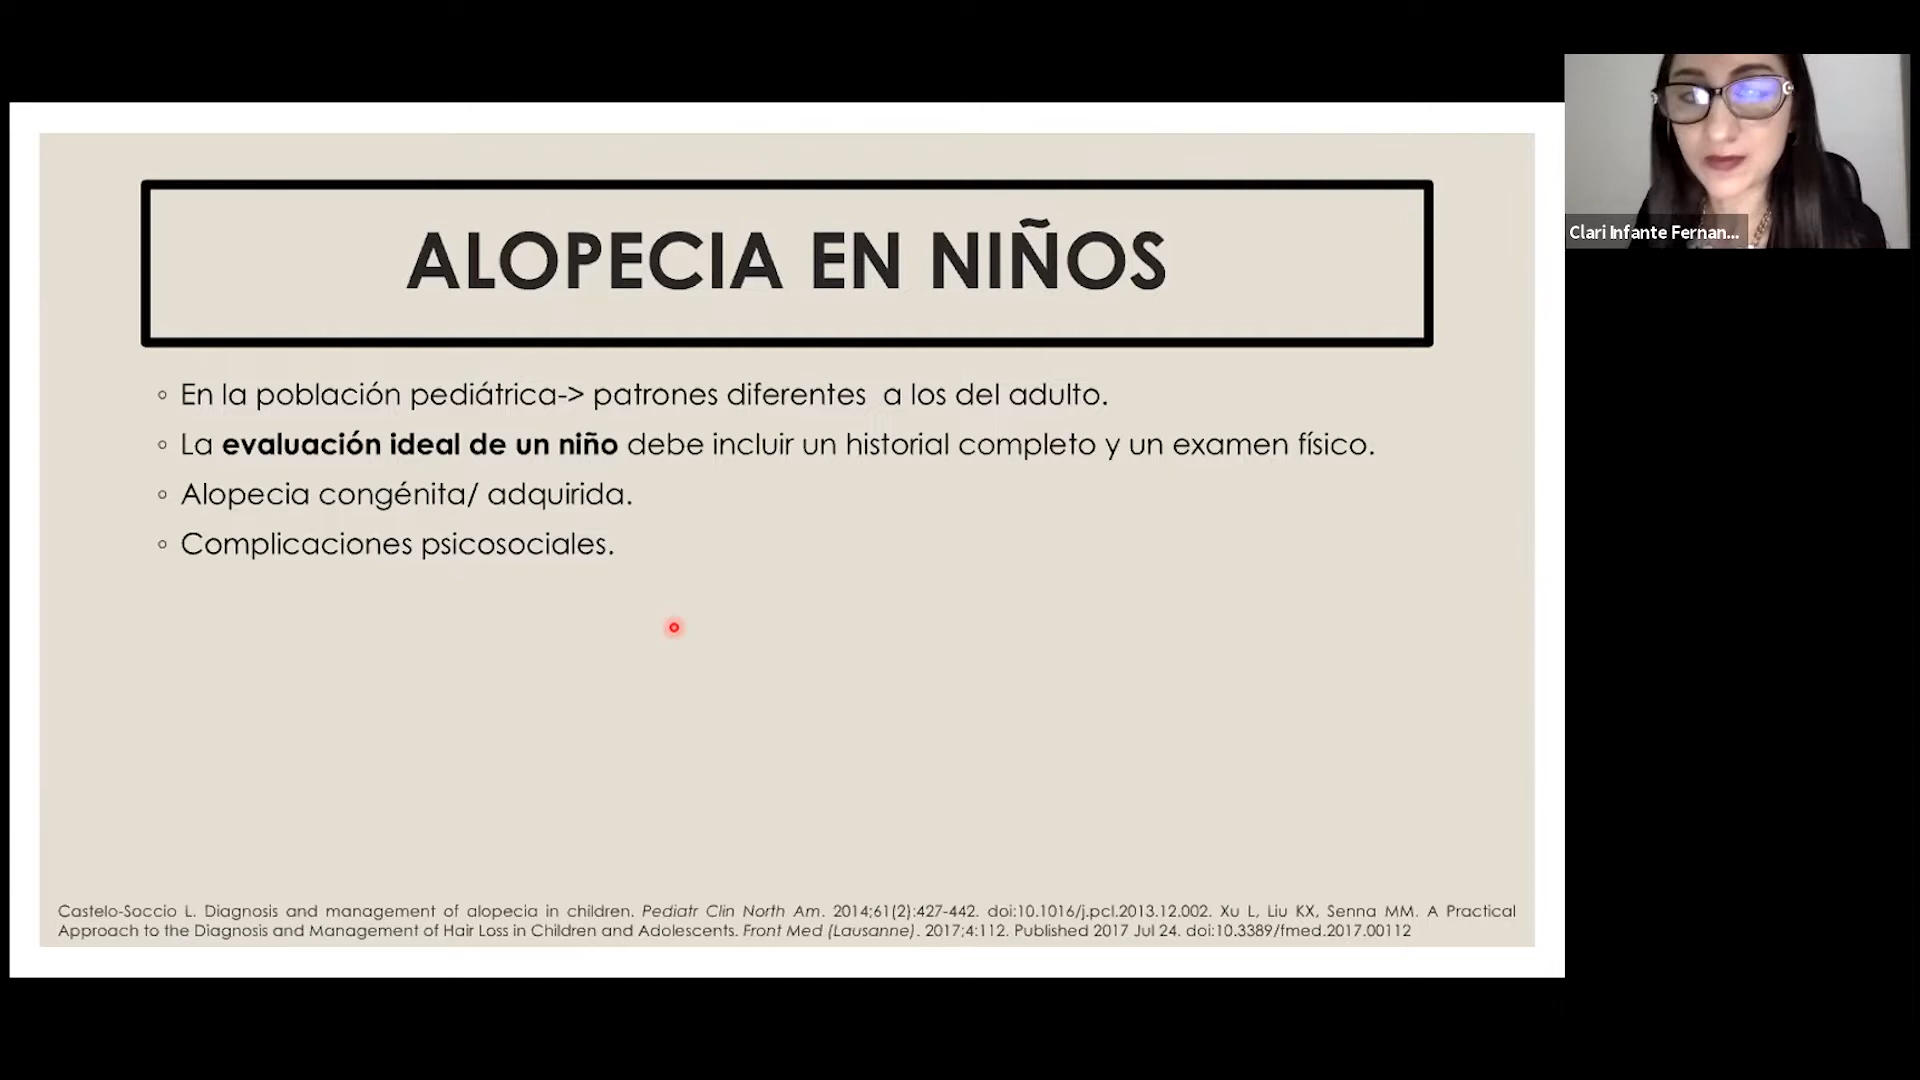 ALOPECIA EN NIÑOS
◦ En la población pediátrica-> patrones diferentes  a los del adulto.
◦ La evaluación ideal de un niño debe incluir un historial completo y un examen físico.
◦ Alopecia congénita/ adquirida.
◦ Complicaciones psicosociales.
Castelo-Soccio L. Diagnosis and management of alopecia in children. Pediatr Clin North Am. 2014;61(2):427-442. doi:10.1016/j.pcl.2013.12.002. Xu L, Liu KX, Senna MM. A Practical
Approach to the Diagnosis and Management of Hair Loss in Children and Adolescents. Front Med (Lausanne). 2017;4:112. Published 2017 Jul 24. doi:10.3389/fmed.2017.00112
Clari Infante Fernan...